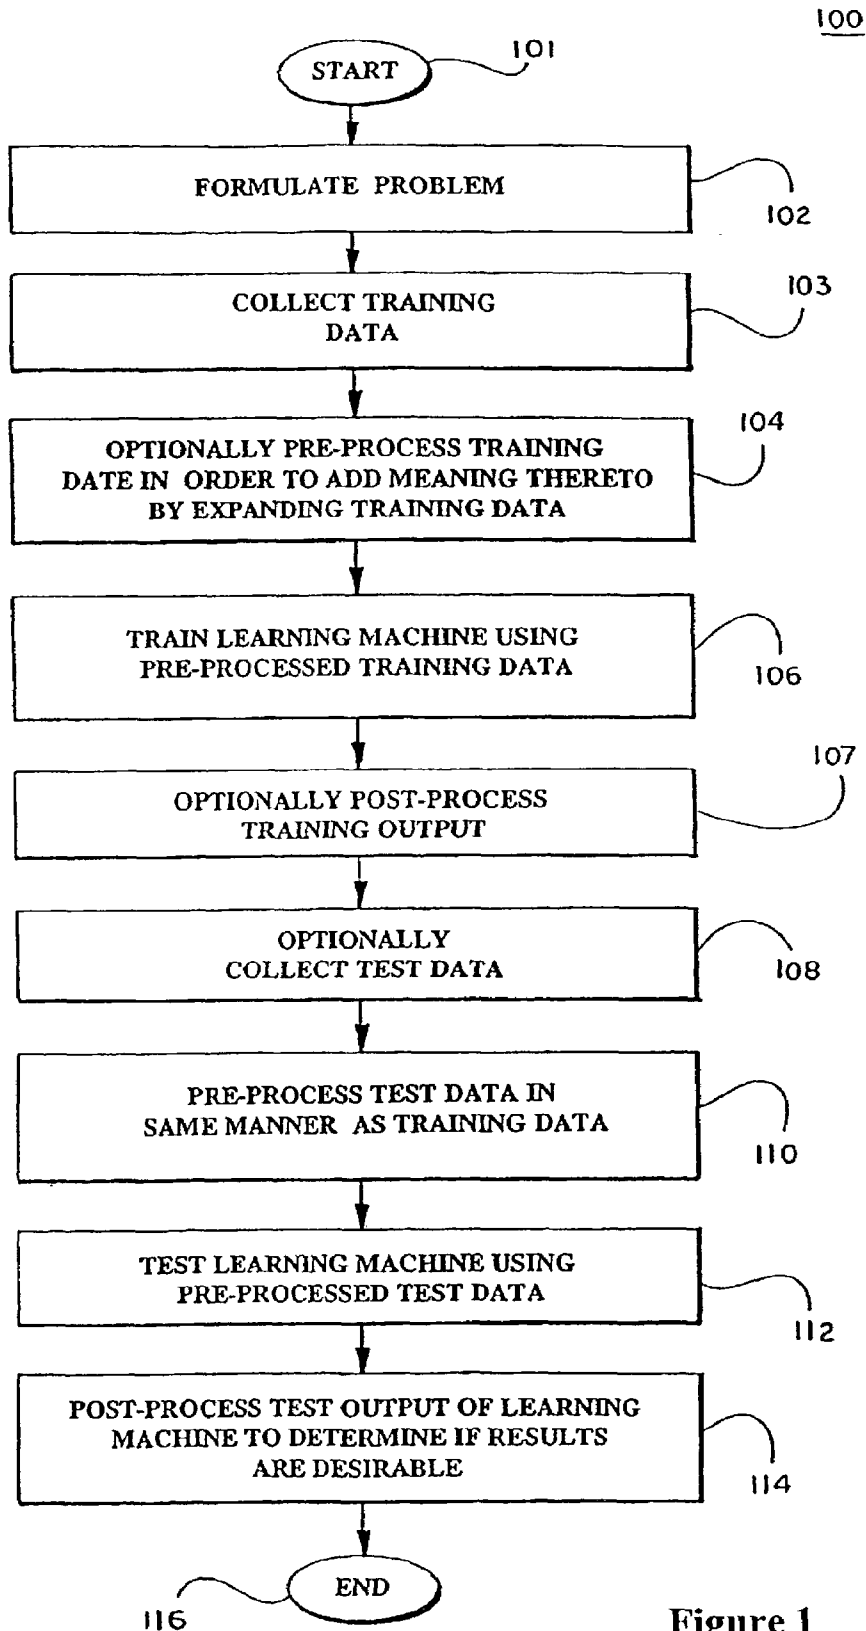 100
START
101
FORMULATE PROBLEM
102
COLLECT TRAINING
DATA
103
OPTIONALLY PRE-PROCESS TRAINING
DATE IN ORDER TO ADD MEANING THERETO
BY EXPANDING TRAINING DATA
104
TRAIN LEARNING MACHINE USING
PRE-PROCESSED TRAINING DATA
106
OPTIONALLY POST-PROCESS
TRAINING OUTPUT
107
OPTIONALLY
COLLECT TEST DATA
108
PRE-PROCESS TEST DATA IN
SAME MANNER AS TRAINING DATA
110
TEST LEARNING MACHINE USING
PRE-PROCESSED TEST DATA
112
POST-PROCESS TEST OUTPUT OF LEARNING
MACHINE TO DETERMINE IF RESULTS
ARE DESIRABLE
114
END
116
Figure 1